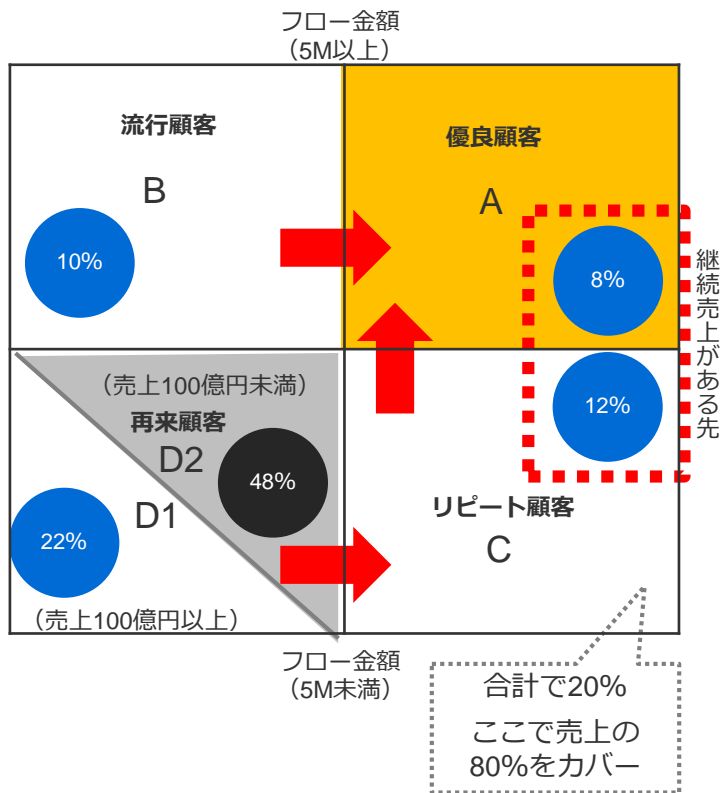 フロー金額
（5M以上）
流行顧客
優良顧客
B
A
10%
8%
継続売上がある先
（売上100億円未満）
再来顧客
D2
12%
48%
D1
リピート顧客
22%
C
（売上100億円以上）
フロー金額
（5M未満）
合計で20%
ここで売上の
80%をカバー